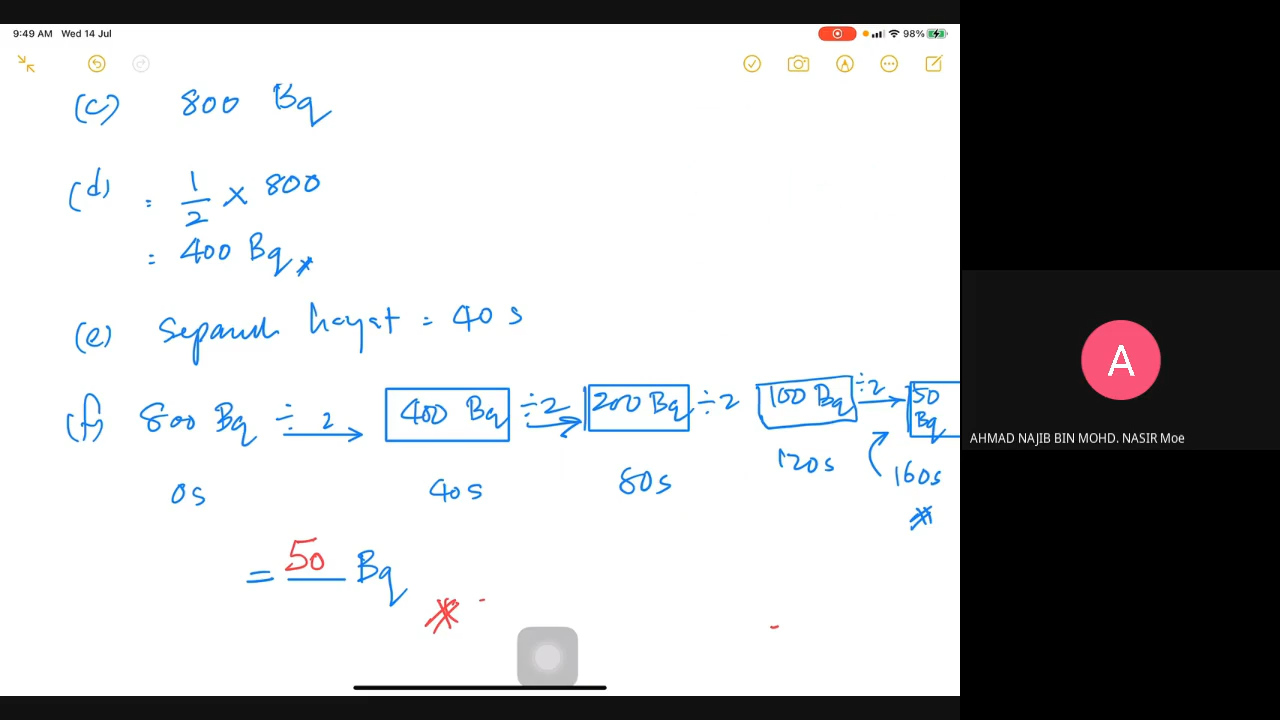 9:49 AM Wed 14 Jul 98%
(c) 800 Bq
(d) = 1/2 × 800
= 400 Bq *
(e) Separuh hayat = 40 s
(f) 800 Bq ÷ 2 → 400 Bq ÷2 → 200 Bq ÷2 100 Bq ÷2 → 50 Bq
0s 40s 80s 120s 160s *
= 50 Bq *
A
AHMAD NAJIB BIN MOHD. NASIR Moe